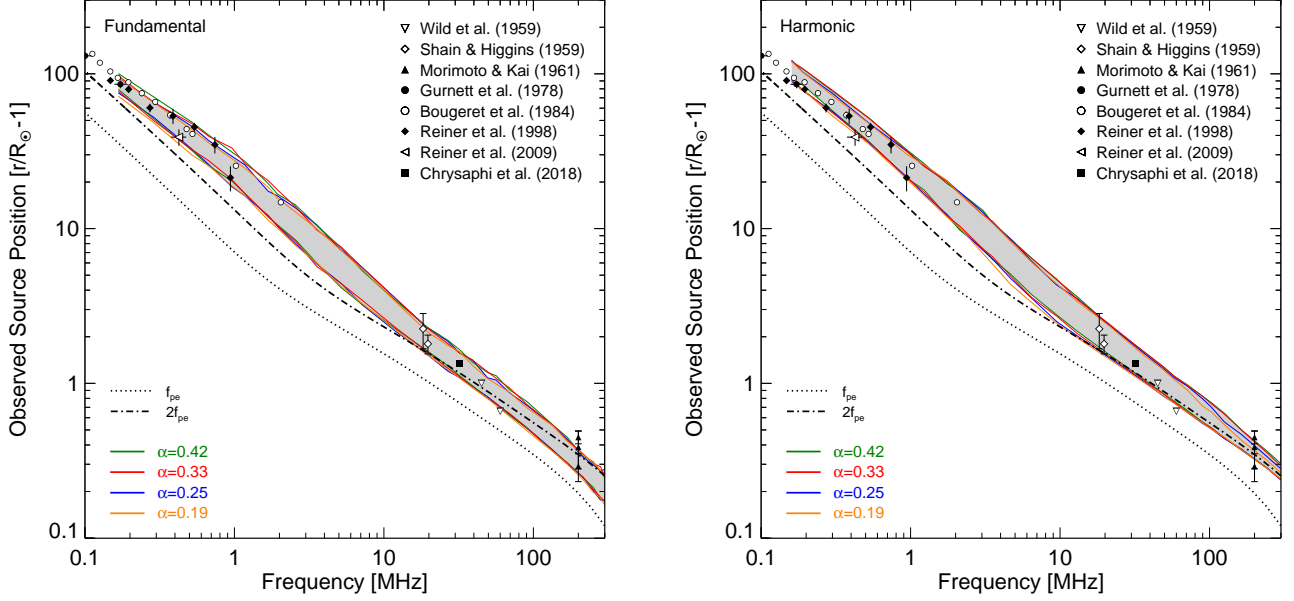 Fundamental
Wild et al. (1959)
Shain & Higgins (1959)
Morimoto & Kai (1961)
Gurnett et al. (1978)
Bougeret et al. (1984)
Reiner et al. (1998)
Reiner et al. (2009)
Chrysaphi et al. (2018)
Observed Source Position [r/R☉-1]
100
10
1
0.1
fpe
2fpe
α=0.42
α=0.33
α=0.25
α=0.19
0.1 1 10 100
Frequency [MHz]
Harmonic
Wild et al. (1959)
Shain & Higgins (1959)
Morimoto & Kai (1961)
Gurnett et al. (1978)
Bougeret et al. (1984)
Reiner et al. (1998)
Reiner et al. (2009)
Chrysaphi et al. (2018)
Observed Source Position [r/R☉-1]
100
10
1
0.1
fpe
2fpe
α=0.42
α=0.33
α=0.25
α=0.19
0.1 1 10 100
Frequency [MHz]